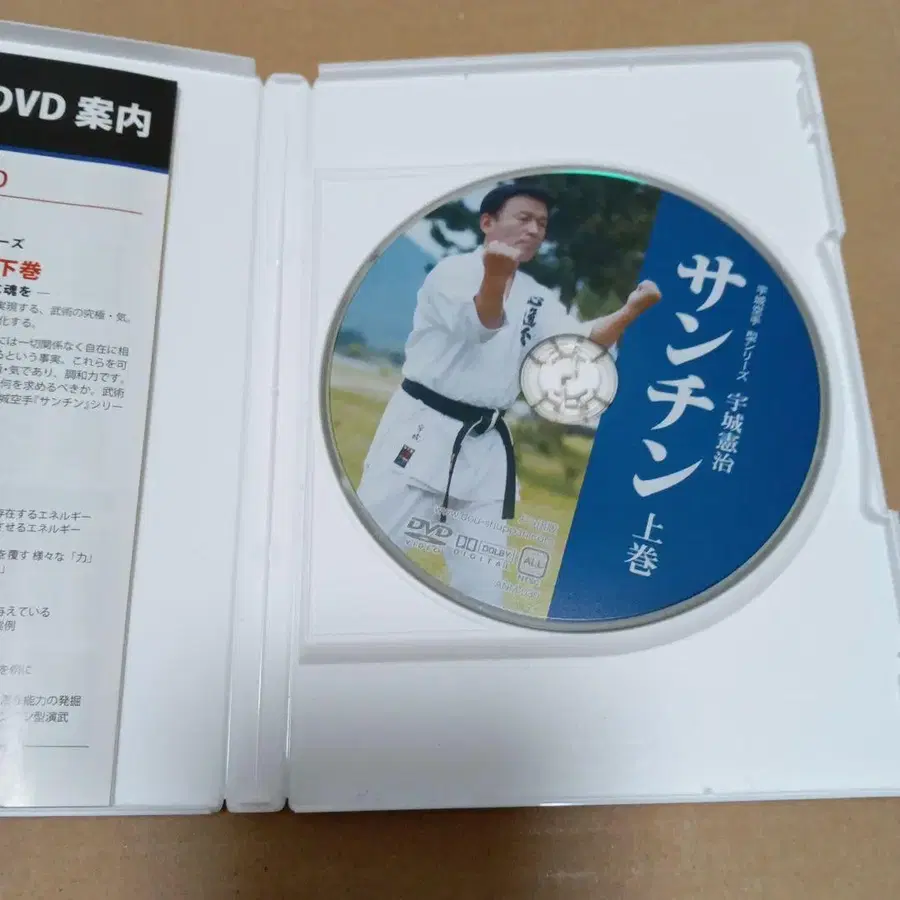 DVD 案内
下巻
に魂を ―
実現する、武術の究極・気。
化する。
には一切関係なく自在に相
るという事実、これらを可
・気であり、調和力です。
何を求めるべきか。武術
城空手『サンチン』シリー
存在するエネルギー
させるエネルギー
を覆す 様々な「力」
」
与えている
を例に
能力の発掘
型演武
宇城空手 型シリーズ
サンチン
宇城憲治
上巻
心道会
DVD
VIDEO
DOLBY
DIGITAL
ALL
NTSC